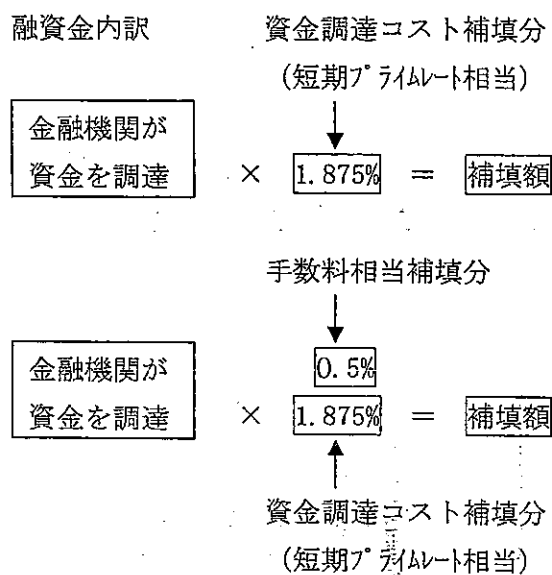 融資金内訳 資金調達コスト補填分
(短期プライムレート相当)
金融機関が
資金を調達 × 1.875% = 補填額
手数料相当補填分
金融機関が 0.5%
資金を調達 × 1.875% = 補填額
資金調達コスト補填分
(短期プライムレート相当)